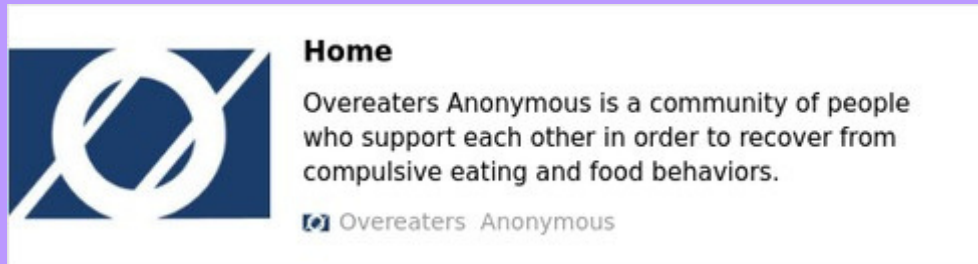 Home
Overeaters Anonymous is a community of people
who support each other in order to recover from
compulsive eating and food behaviors.
Overeaters Anonymous